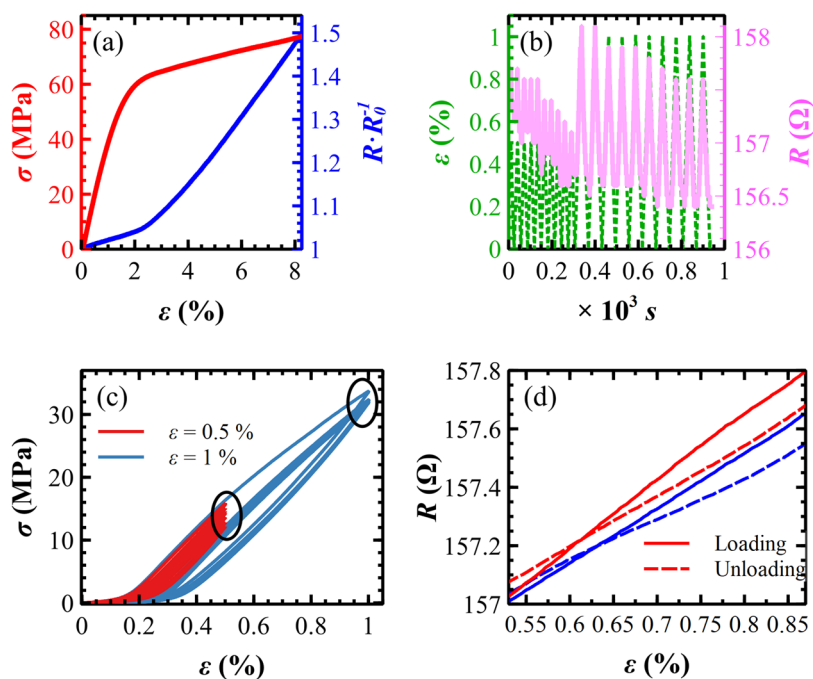 (a)
80
60
40
20
0
σ (MPa)
0 2 4 6 8
ε (%)
1.5
1.4
1.3
1.2
1.1
1
R·R₀⁻¹
(b)
1
0.8
0.6
0.4
0.2
0
ε (%)
0 0.2 0.4 0.6 0.8 1
× 10³ s
158
157
156.5
156
R (Ω)
(c)
30
20
10
0
σ (MPa)
ε = 0.5 %
ε = 1 %
0 0.2 0.4 0.6 0.8 1
ε (%)
(d)
157.8
157.6
157.4
157.2
157
R (Ω)
Loading
Unloading
0.55 0.6 0.65 0.7 0.75 0.8 0.85
ε (%)